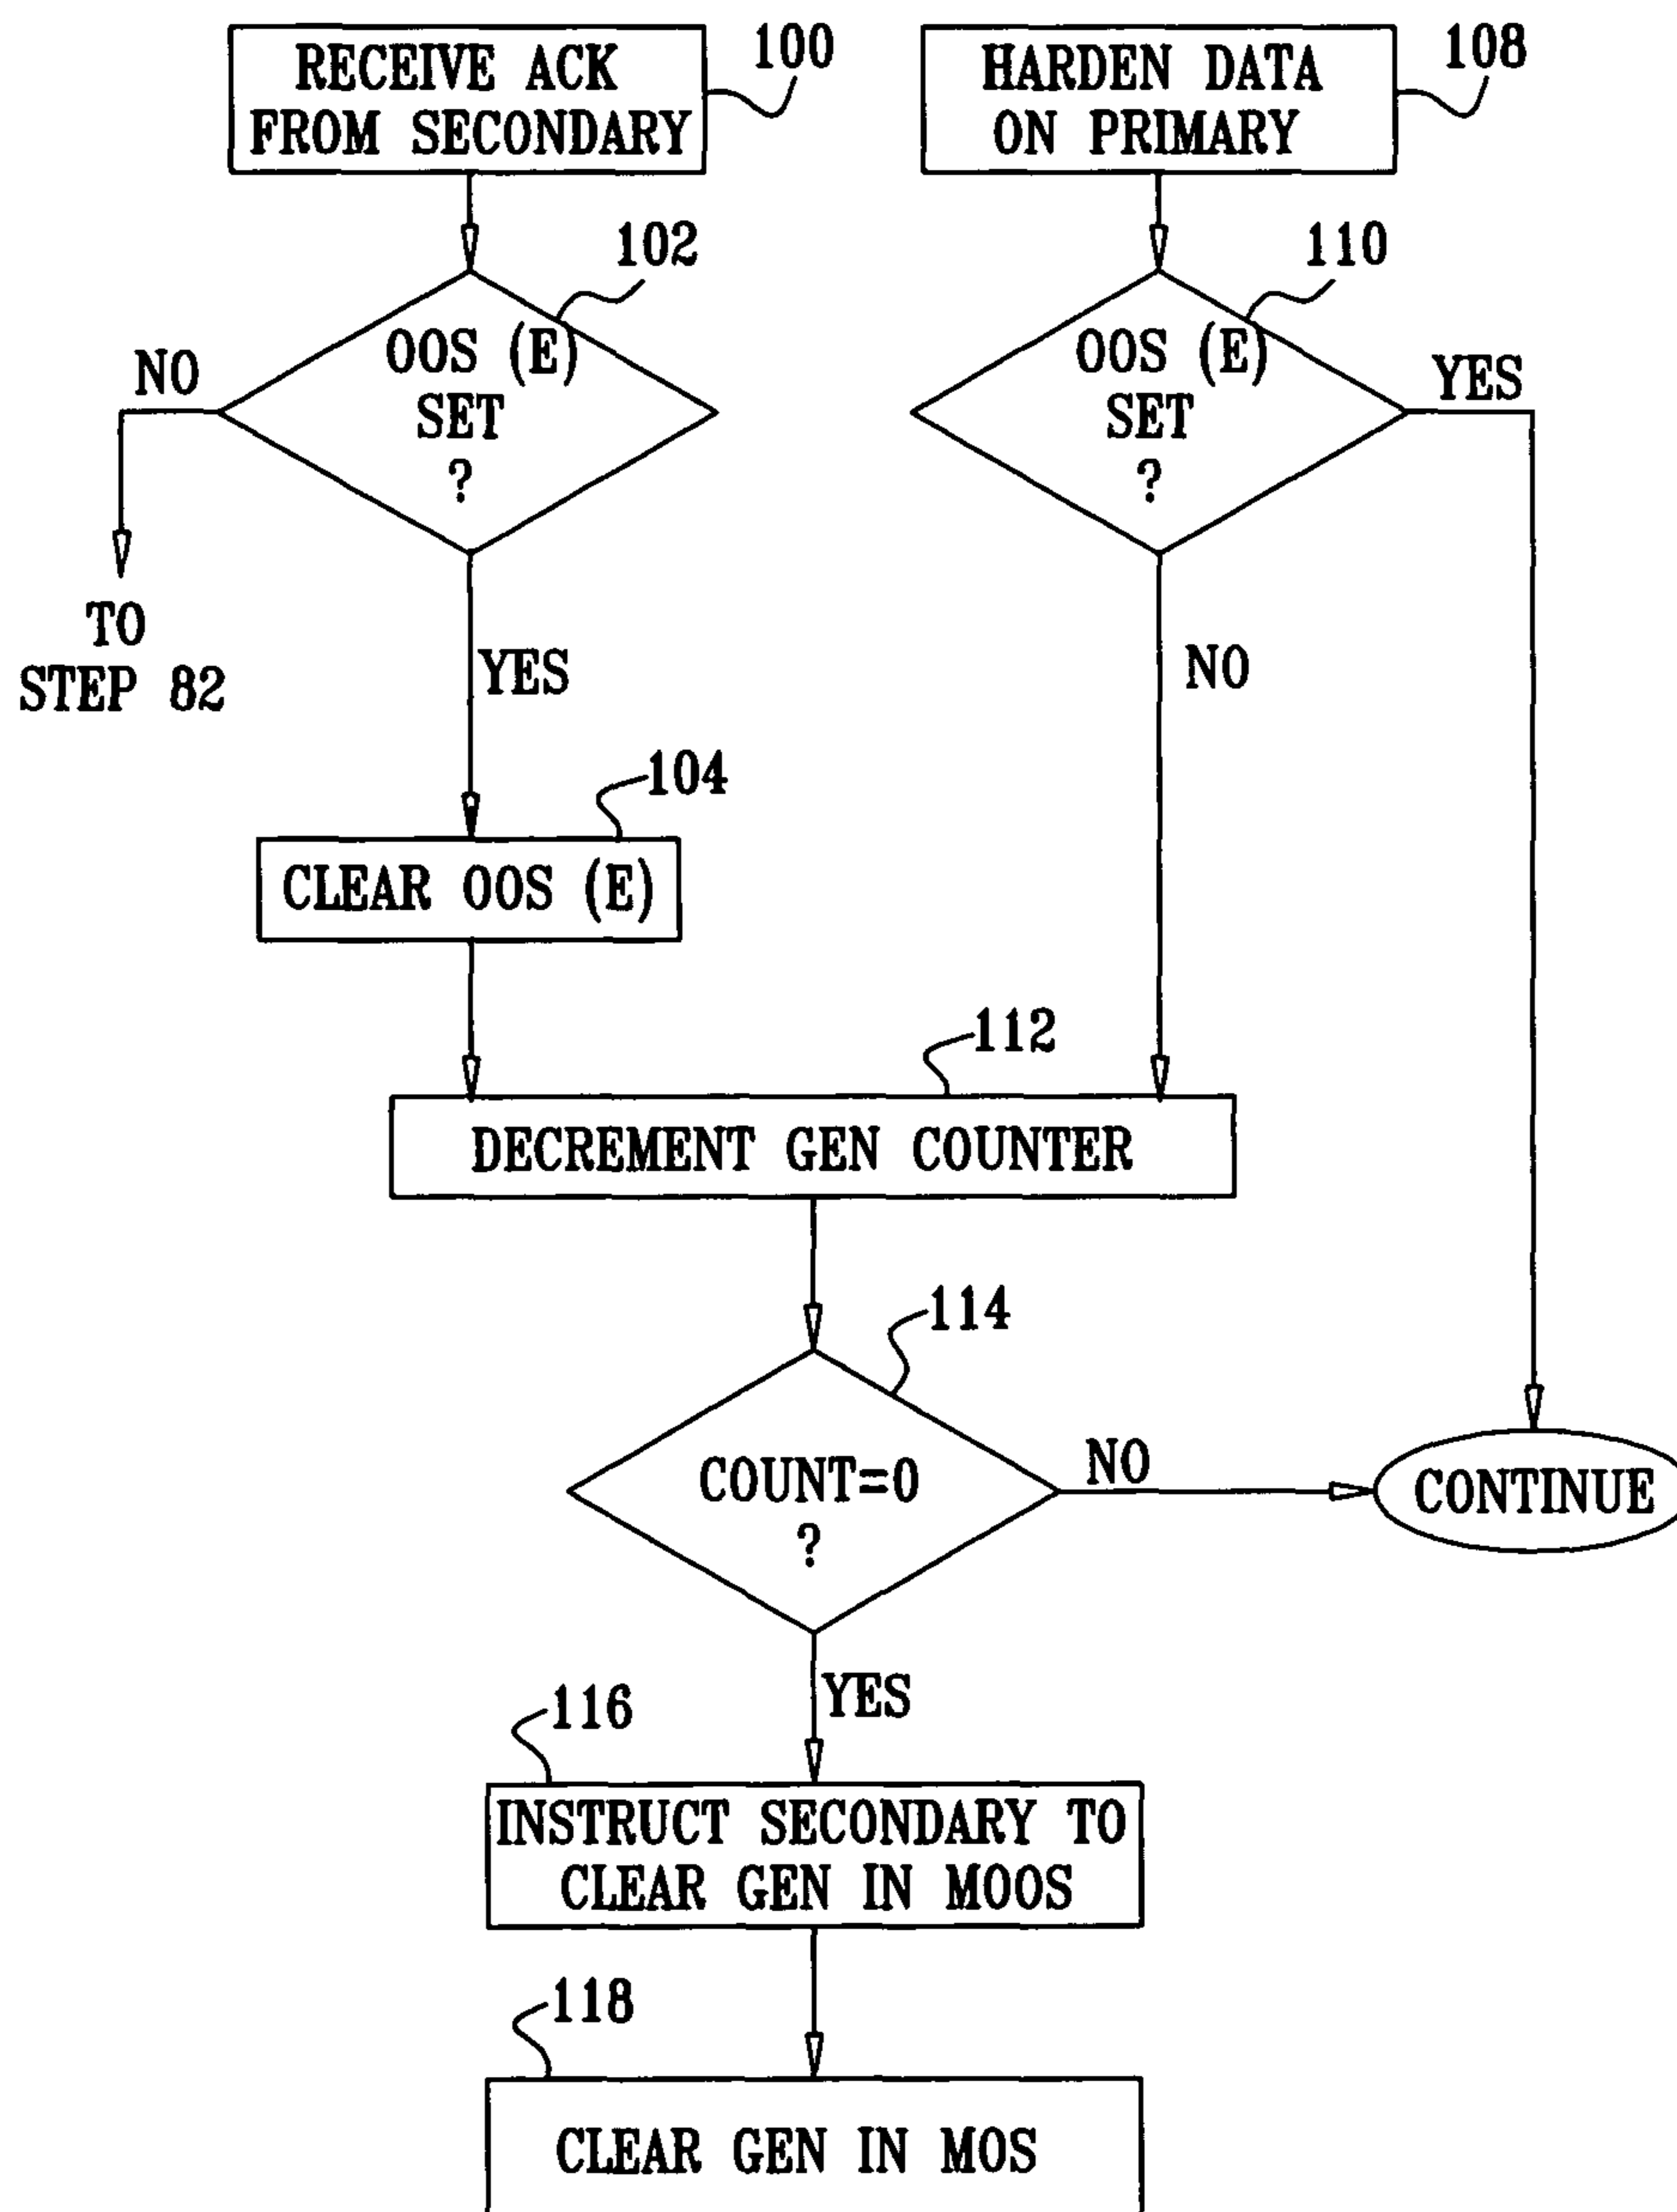 RECEIVE ACK
FROM SECONDARY
100
HARDEN DATA
ON PRIMARY
108
102
OOS (E)
SET
?
NO
TO
STEP 82
YES
110
OOS (E)
SET
?
YES
NO
104
CLEAR OOS (E)
112
DECREMENT GEN COUNTER
114
COUNT=0
?
NO
CONTINUE
YES
116
INSTRUCT SECONDARY TO
CLEAR GEN IN MOOS
118
CLEAR GEN IN MOS